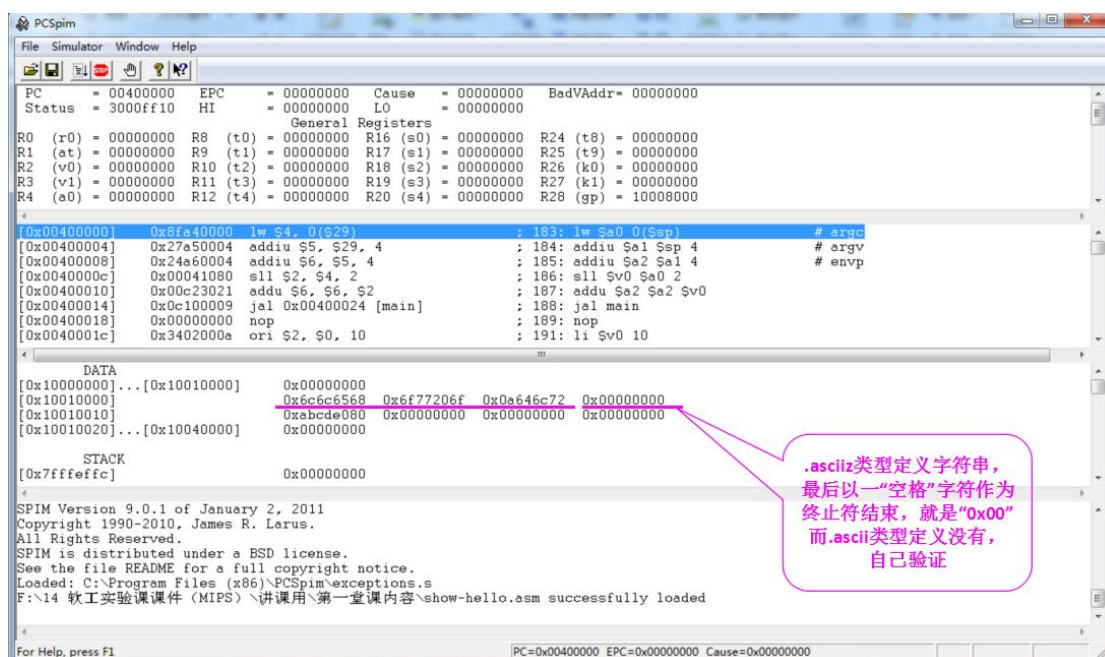 PCSpim
File Simulator Window Help
PC = 00400000 EPC = 00000000 Cause = 00000000 BadVAddr= 00000000
Status = 3000ff10 HI = 00000000 LO = 00000000
General Registers
R0 (r0) = 00000000 R8 (t0) = 00000000 R16 (s0) = 00000000 R24 (t8) = 00000000
R1 (at) = 00000000 R9 (t1) = 00000000 R17 (s1) = 00000000 R25 (t9) = 00000000
R2 (v0) = 00000000 R10 (t2) = 00000000 R18 (s2) = 00000000 R26 (k0) = 00000000
R3 (v1) = 00000000 R11 (t3) = 00000000 R19 (s3) = 00000000 R27 (k1) = 00000000
R4 (a0) = 00000000 R12 (t4) = 00000000 R20 (s4) = 00000000 R28 (gp) = 10008000
[0x00400000] 0x8fa40000 lw $4, 0($29) ; 183: lw $a0 0($sp) # argc
[0x00400004] 0x27a50004 addiu $5, $29, 4 ; 184: addiu $a1 $sp 4 # argv
[0x00400008] 0x24a60004 addiu $6, $5, 4 ; 185: addiu $a2 $a1 4 # envp
[0x0040000c] 0x00041080 sll $2, $4, 2 ; 186: sll $v0 $a0 2
[0x00400010] 0x00c23021 addu $6, $6, $2 ; 187: addu $a2 $a2 $v0
[0x00400014] 0x0c100009 jal 0x00400024 [main] ; 188: jal main
[0x00400018] 0x00000000 nop ; 189: nop
[0x0040001c] 0x3402000a ori $2, $0, 10 ; 191: li $v0 10
DATA
[0x10000000]...[0x10010000] 0x00000000
[0x10010000] 0x6c6c6568 0x6f77206f 0x0a646c72 0x00000000
[0x10010010] 0xabcde080 0x00000000 0x00000000 0x00000000
[0x10010020]...[0x10040000] 0x00000000
STACK
[0x7fffeffc] 0x00000000
.asciiz类型定义字符串，
最后以一“空格”字符作为
终止符结束，就是“0x00”
而.ascii类型定义没有，
自己验证
SPIM Version 9.0.1 of January 2, 2011
Copyright 1990-2010, James R. Larus.
All Rights Reserved.
SPIM is distributed under a BSD license.
See the file README for a full copyright notice.
Loaded: C:\Program Files (x86)\PCSpim\exceptions.s
F:\14 软工实验课课件（MIPS）\讲课用\第一堂课内容\show-hello.asm successfully loaded
For Help, press F1
PC=0x00400000 EPC=0x00000000 Cause=0x00000000